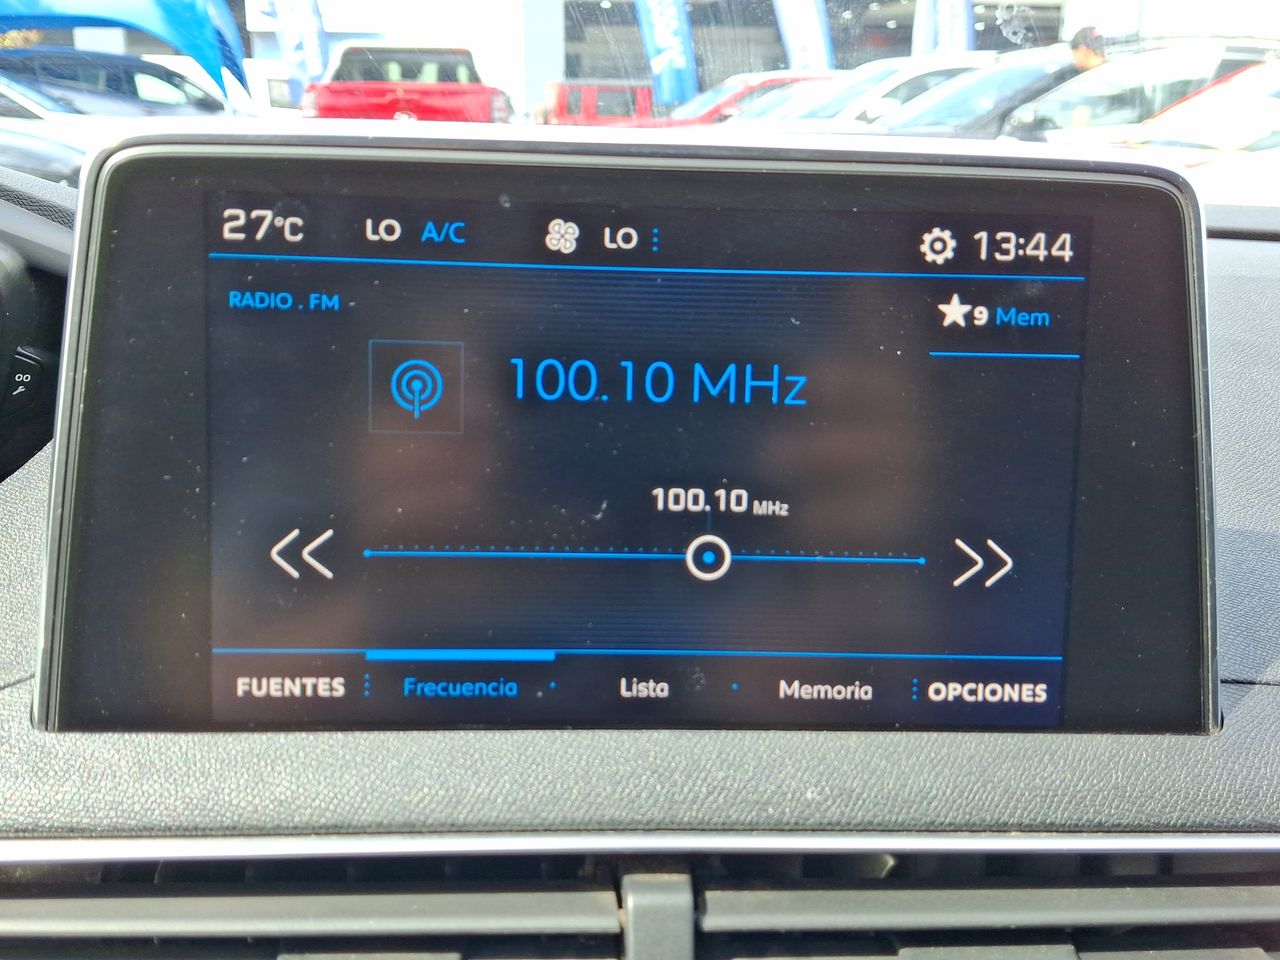 27°C LO A/C LO 13:44
RADIO . FM
9 Mem
100.10 MHz
100.10 MHz
FUENTES Frecuencia Lista Memoria OPCIONES